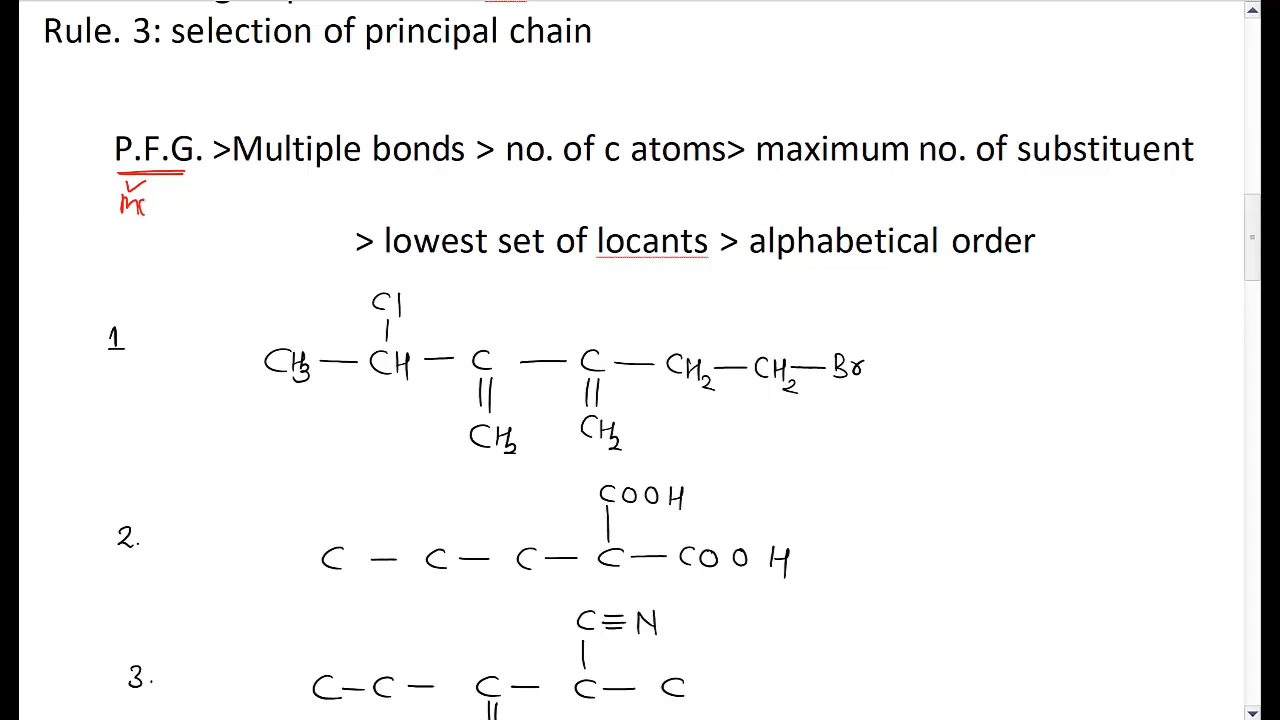 Rule. 3: selection of principal chain
P.F.G. >Multiple bonds > no. of c atoms> maximum no. of substituent
> lowest set of locants > alphabetical order
Cl
1
CH3 — CH — C — C — CH2 — CH2 — Br
CH2 CH2
COOH
2.
C — C — C — C — COOH
C≡N
3.
C — C — C — C — C